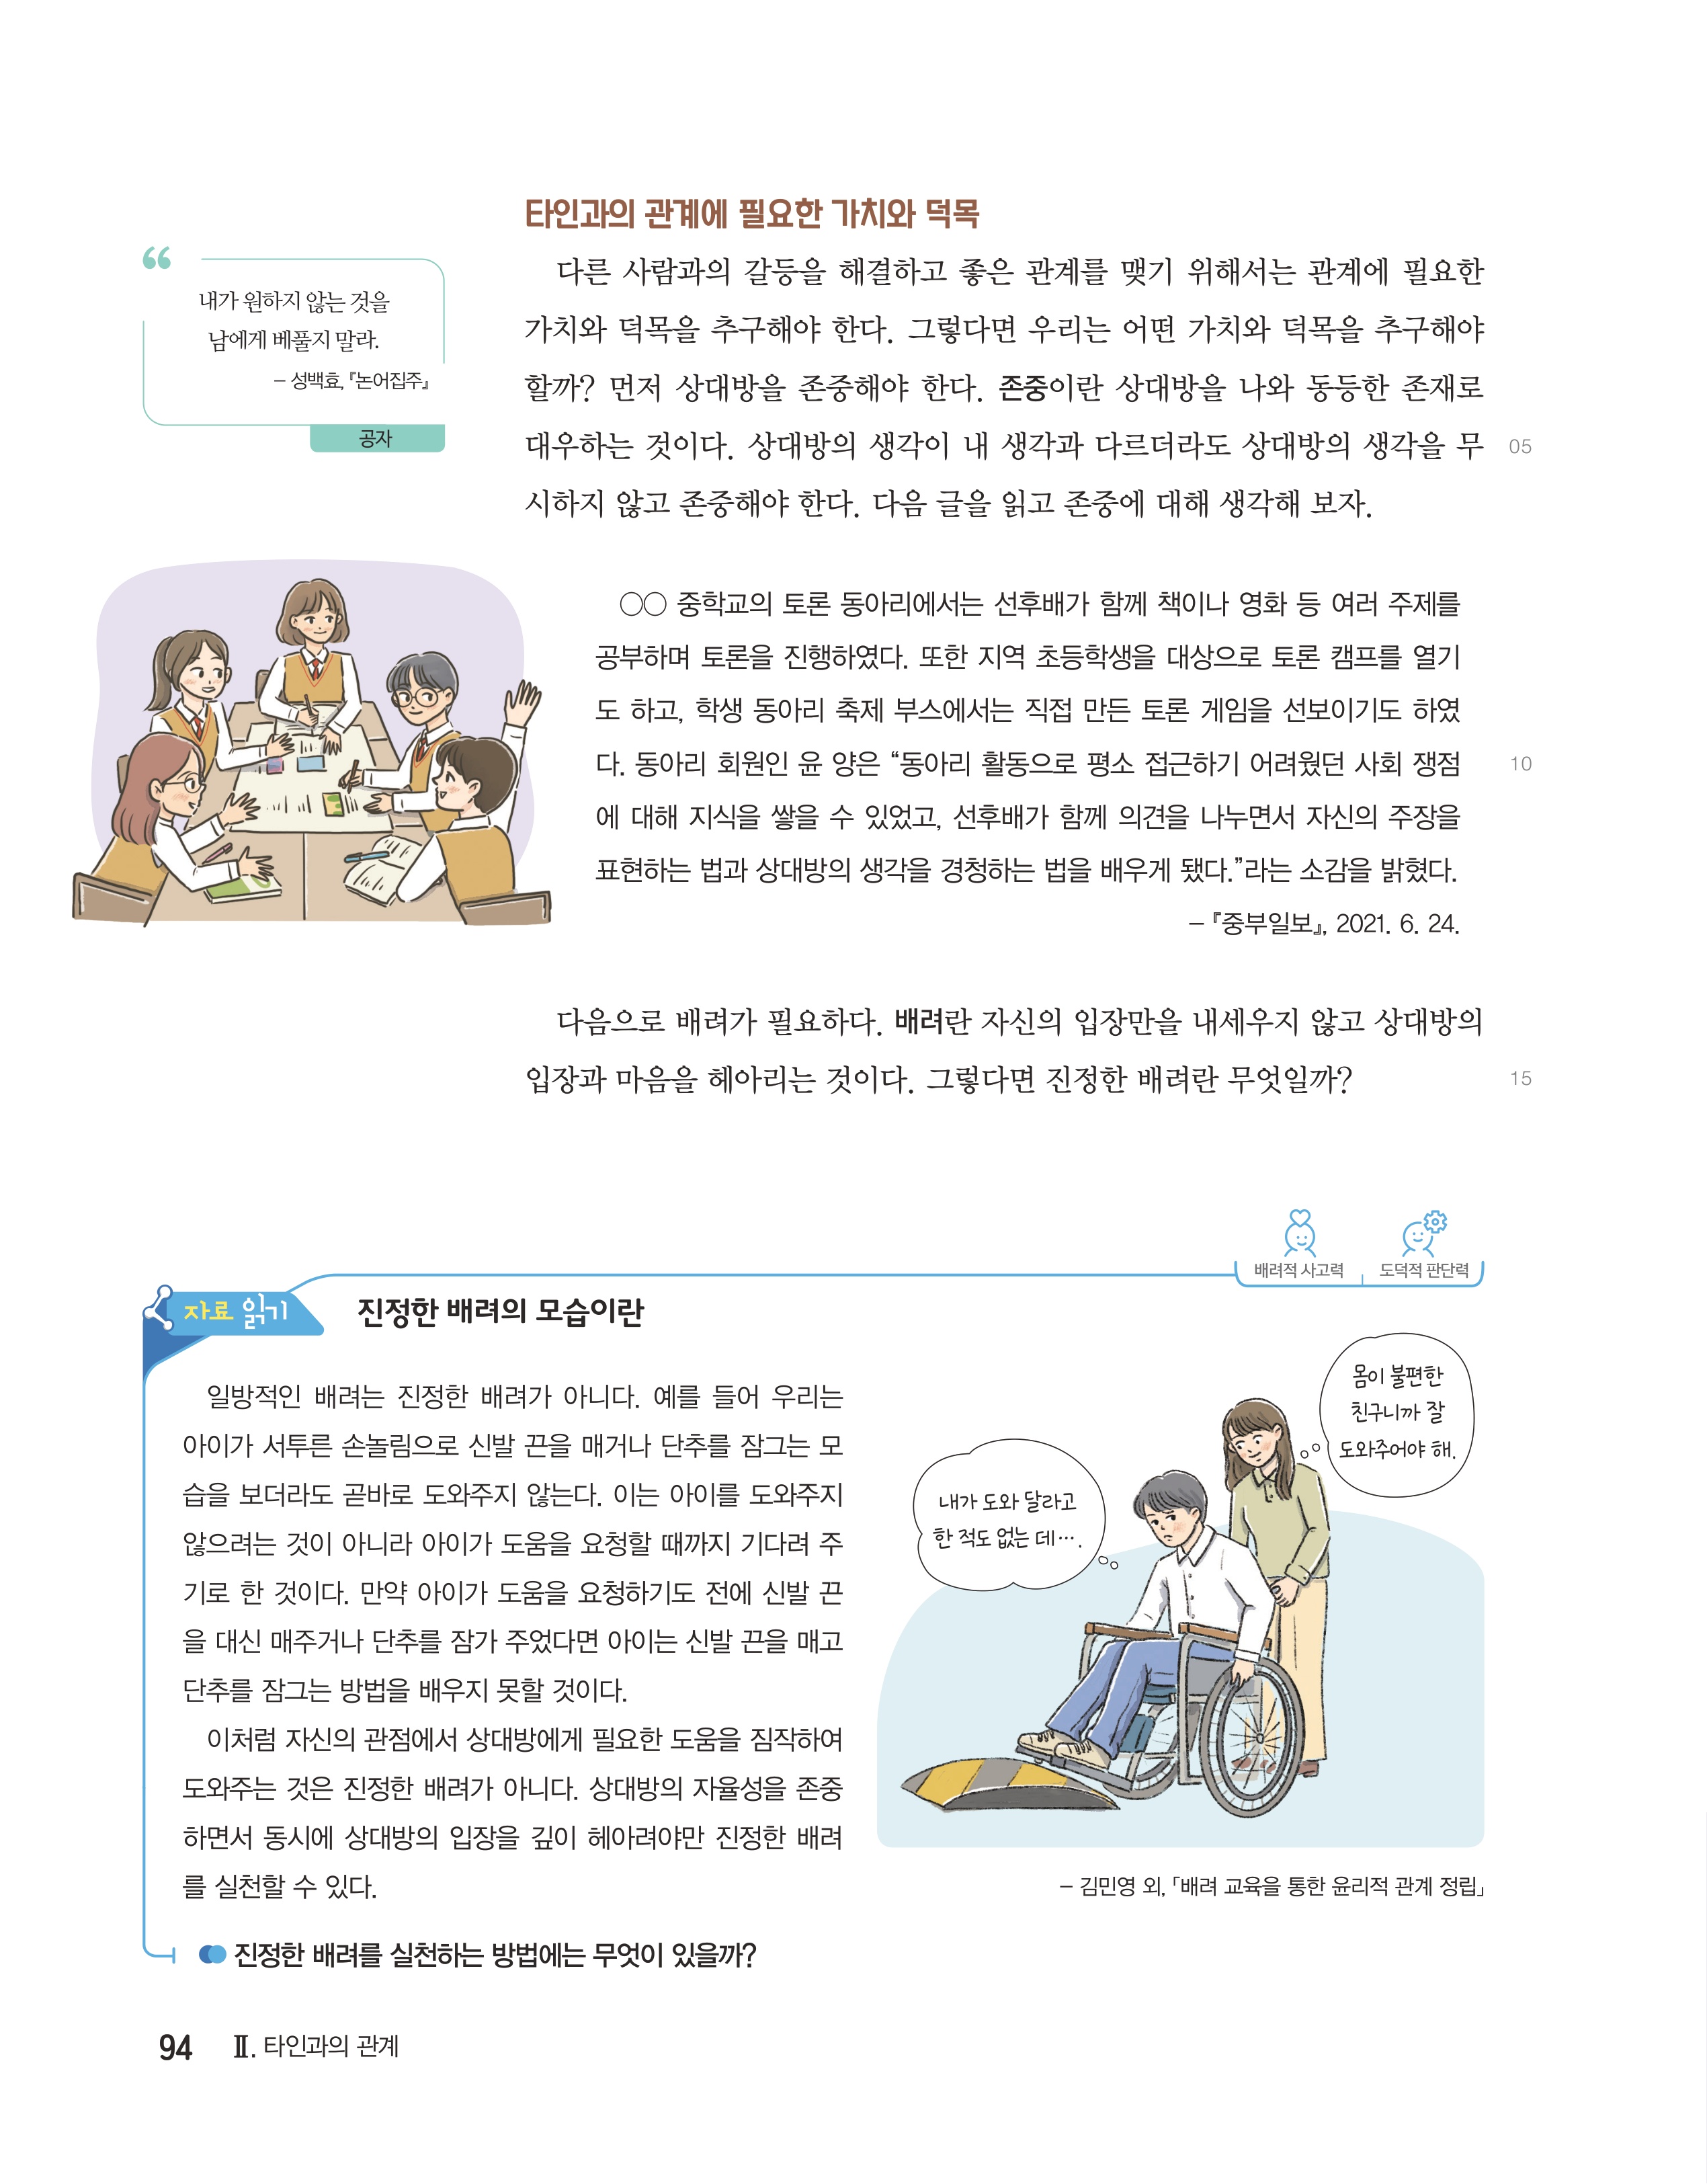 타인과의 관계에 필요한 가치와 덕목
“
내가 원하지 않는 것을
남에게 베풀지 말라.
– 성백효, 『논어집주』
공자
다른 사람과의 갈등을 해결하고 좋은 관계를 맺기 위해서는 관계에 필요한
가치와 덕목을 추구해야 한다. 그렇다면 우리는 어떤 가치와 덕목을 추구해야
할까? 먼저 상대방을 존중해야 한다. 존중이란 상대방을 나와 동등한 존재로
대우하는 것이다. 상대방의 생각이 내 생각과 다르더라도 상대방의 생각을 무 05
시하지 않고 존중해야 한다. 다음 글을 읽고 존중에 대해 생각해 보자.
○○ 중학교의 토론 동아리에서는 선후배가 함께 책이나 영화 등 여러 주제를
공부하며 토론을 진행하였다. 또한 지역 초등학생을 대상으로 토론 캠프를 열기
도 하고, 학생 동아리 축제 부스에서는 직접 만든 토론 게임을 선보이기도 하였
다. 동아리 회원인 윤 양은 “동아리 활동으로 평소 접근하기 어려웠던 사회 쟁점 10
에 대해 지식을 쌓을 수 있었고, 선후배가 함께 의견을 나누면서 자신의 주장을
표현하는 법과 상대방의 생각을 경청하는 법을 배우게 됐다.”라는 소감을 밝혔다.
– 『중부일보』, 2021. 6. 24.
다음으로 배려가 필요하다. 배려란 자신의 입장만을 내세우지 않고 상대방의
입장과 마음을 헤아리는 것이다. 그렇다면 진정한 배려란 무엇일까? 15
배려적 사고력 도덕적 판단력
자료 읽기 진정한 배려의 모습이란
일방적인 배려는 진정한 배려가 아니다. 예를 들어 우리는
아이가 서투른 손놀림으로 신발 끈을 매거나 단추를 잠그는 모
습을 보더라도 곧바로 도와주지 않는다. 이는 아이를 도와주지
않으려는 것이 아니라 아이가 도움을 요청할 때까지 기다려 주
기로 한 것이다. 만약 아이가 도움을 요청하기도 전에 신발 끈
을 대신 매주거나 단추를 잠가 주었다면 아이는 신발 끈을 매고
단추를 잠그는 방법을 배우지 못할 것이다.
이처럼 자신의 관점에서 상대방에게 필요한 도움을 짐작하여
도와주는 것은 진정한 배려가 아니다. 상대방의 자율성을 존중
하면서 동시에 상대방의 입장을 깊이 헤아려야만 진정한 배려
를 실천할 수 있다.
몸이 불편한
친구니까 잘
도와주어야 해.
내가 도와 달라고
한 적도 없는 데….
– 김민영 외, 「배려 교육을 통한 윤리적 관계 정립」
진정한 배려를 실천하는 방법에는 무엇이 있을까?
94 Ⅱ. 타인과의 관계